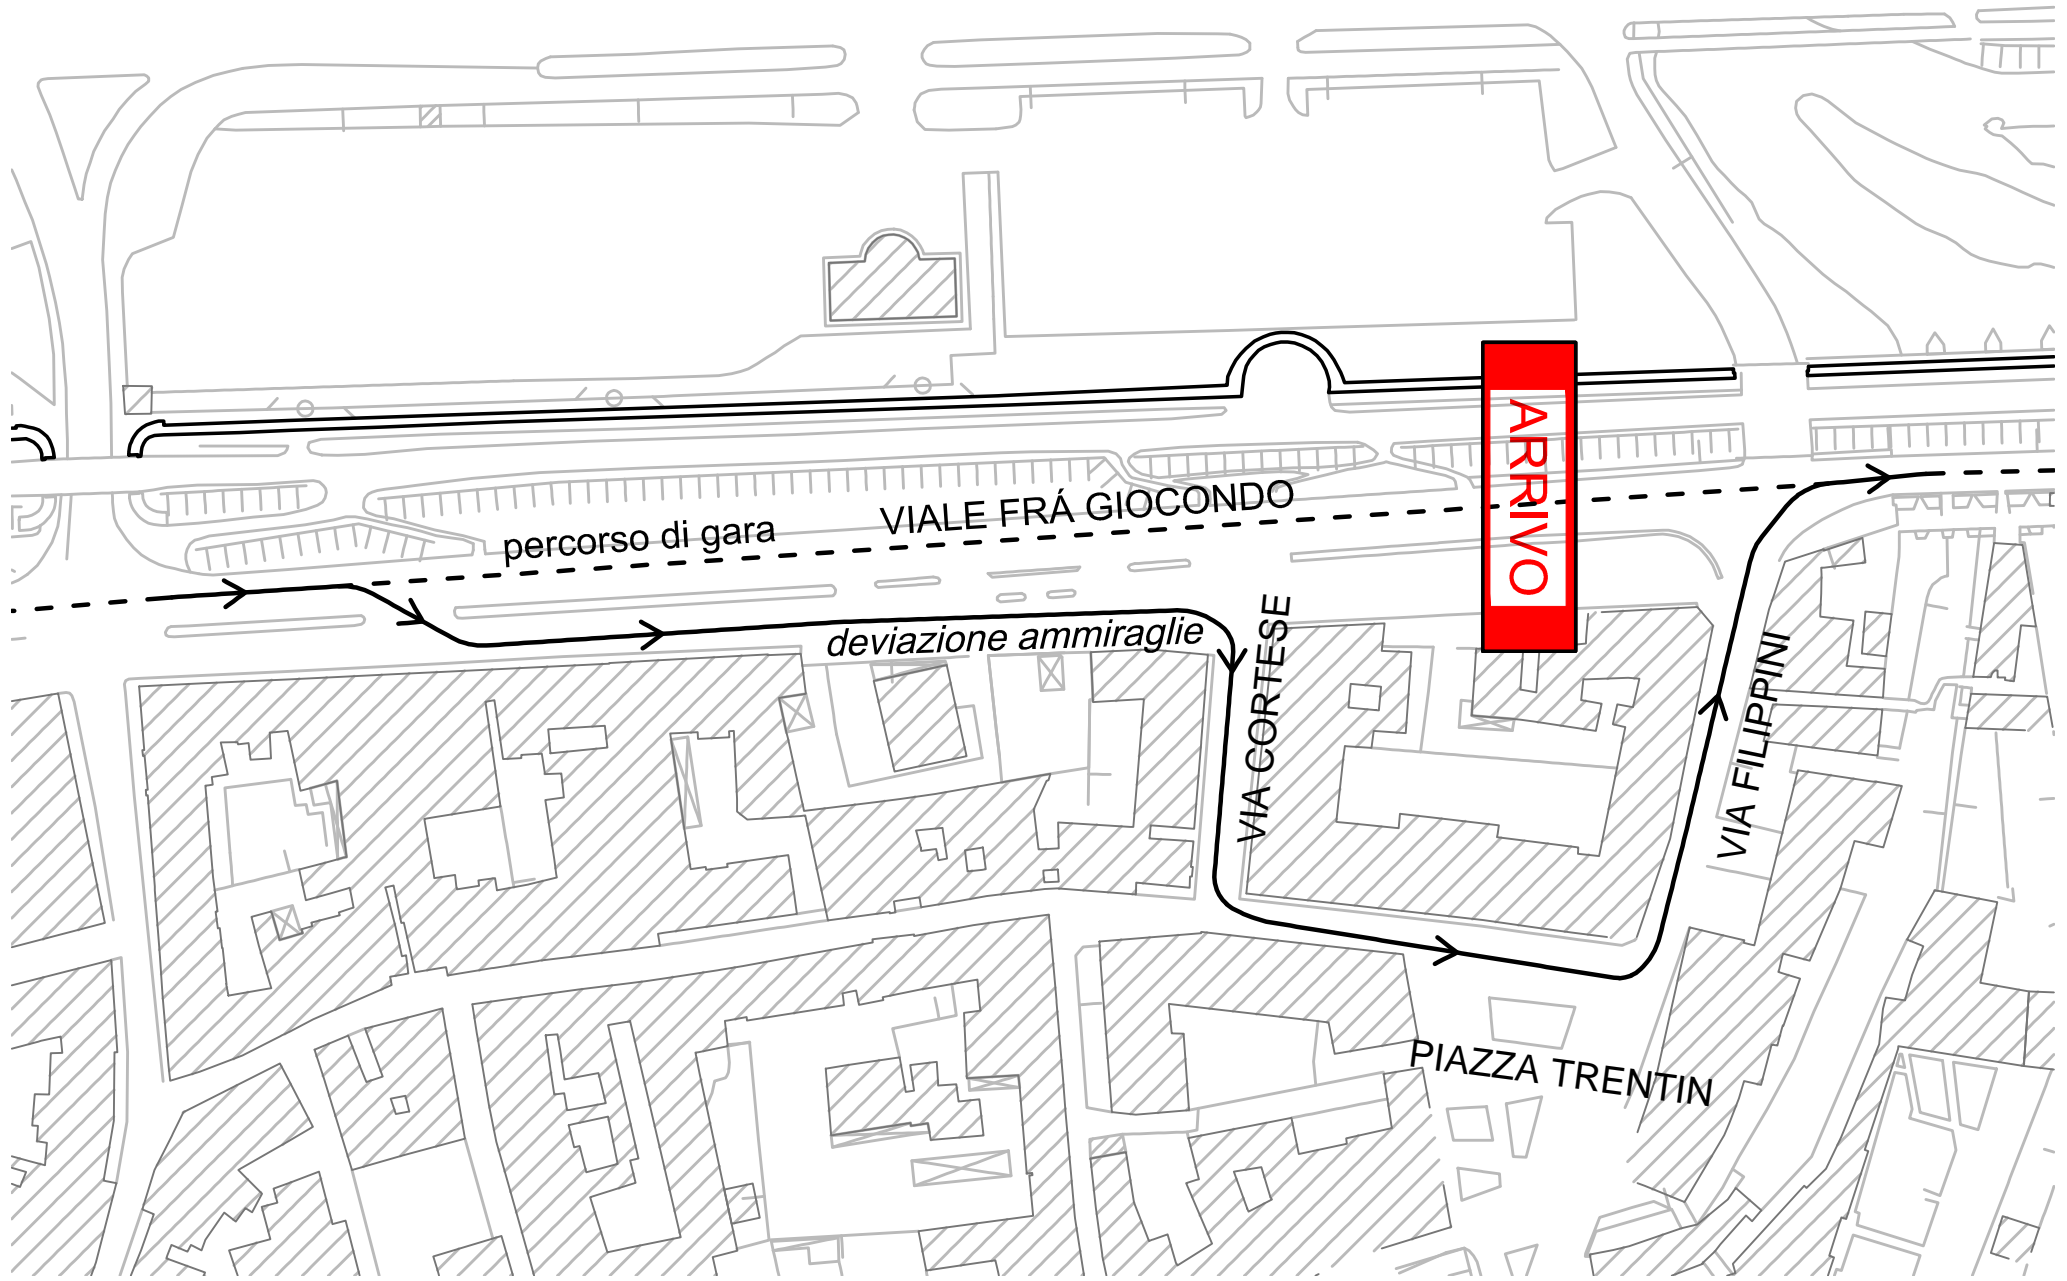 ARRIVO
VIALE FRÁ GIOCONDO
percorso di gara
deviazione ammiraglie
VIA CORTESE
VIA FILIPPINI
PIAZZA TRENTIN